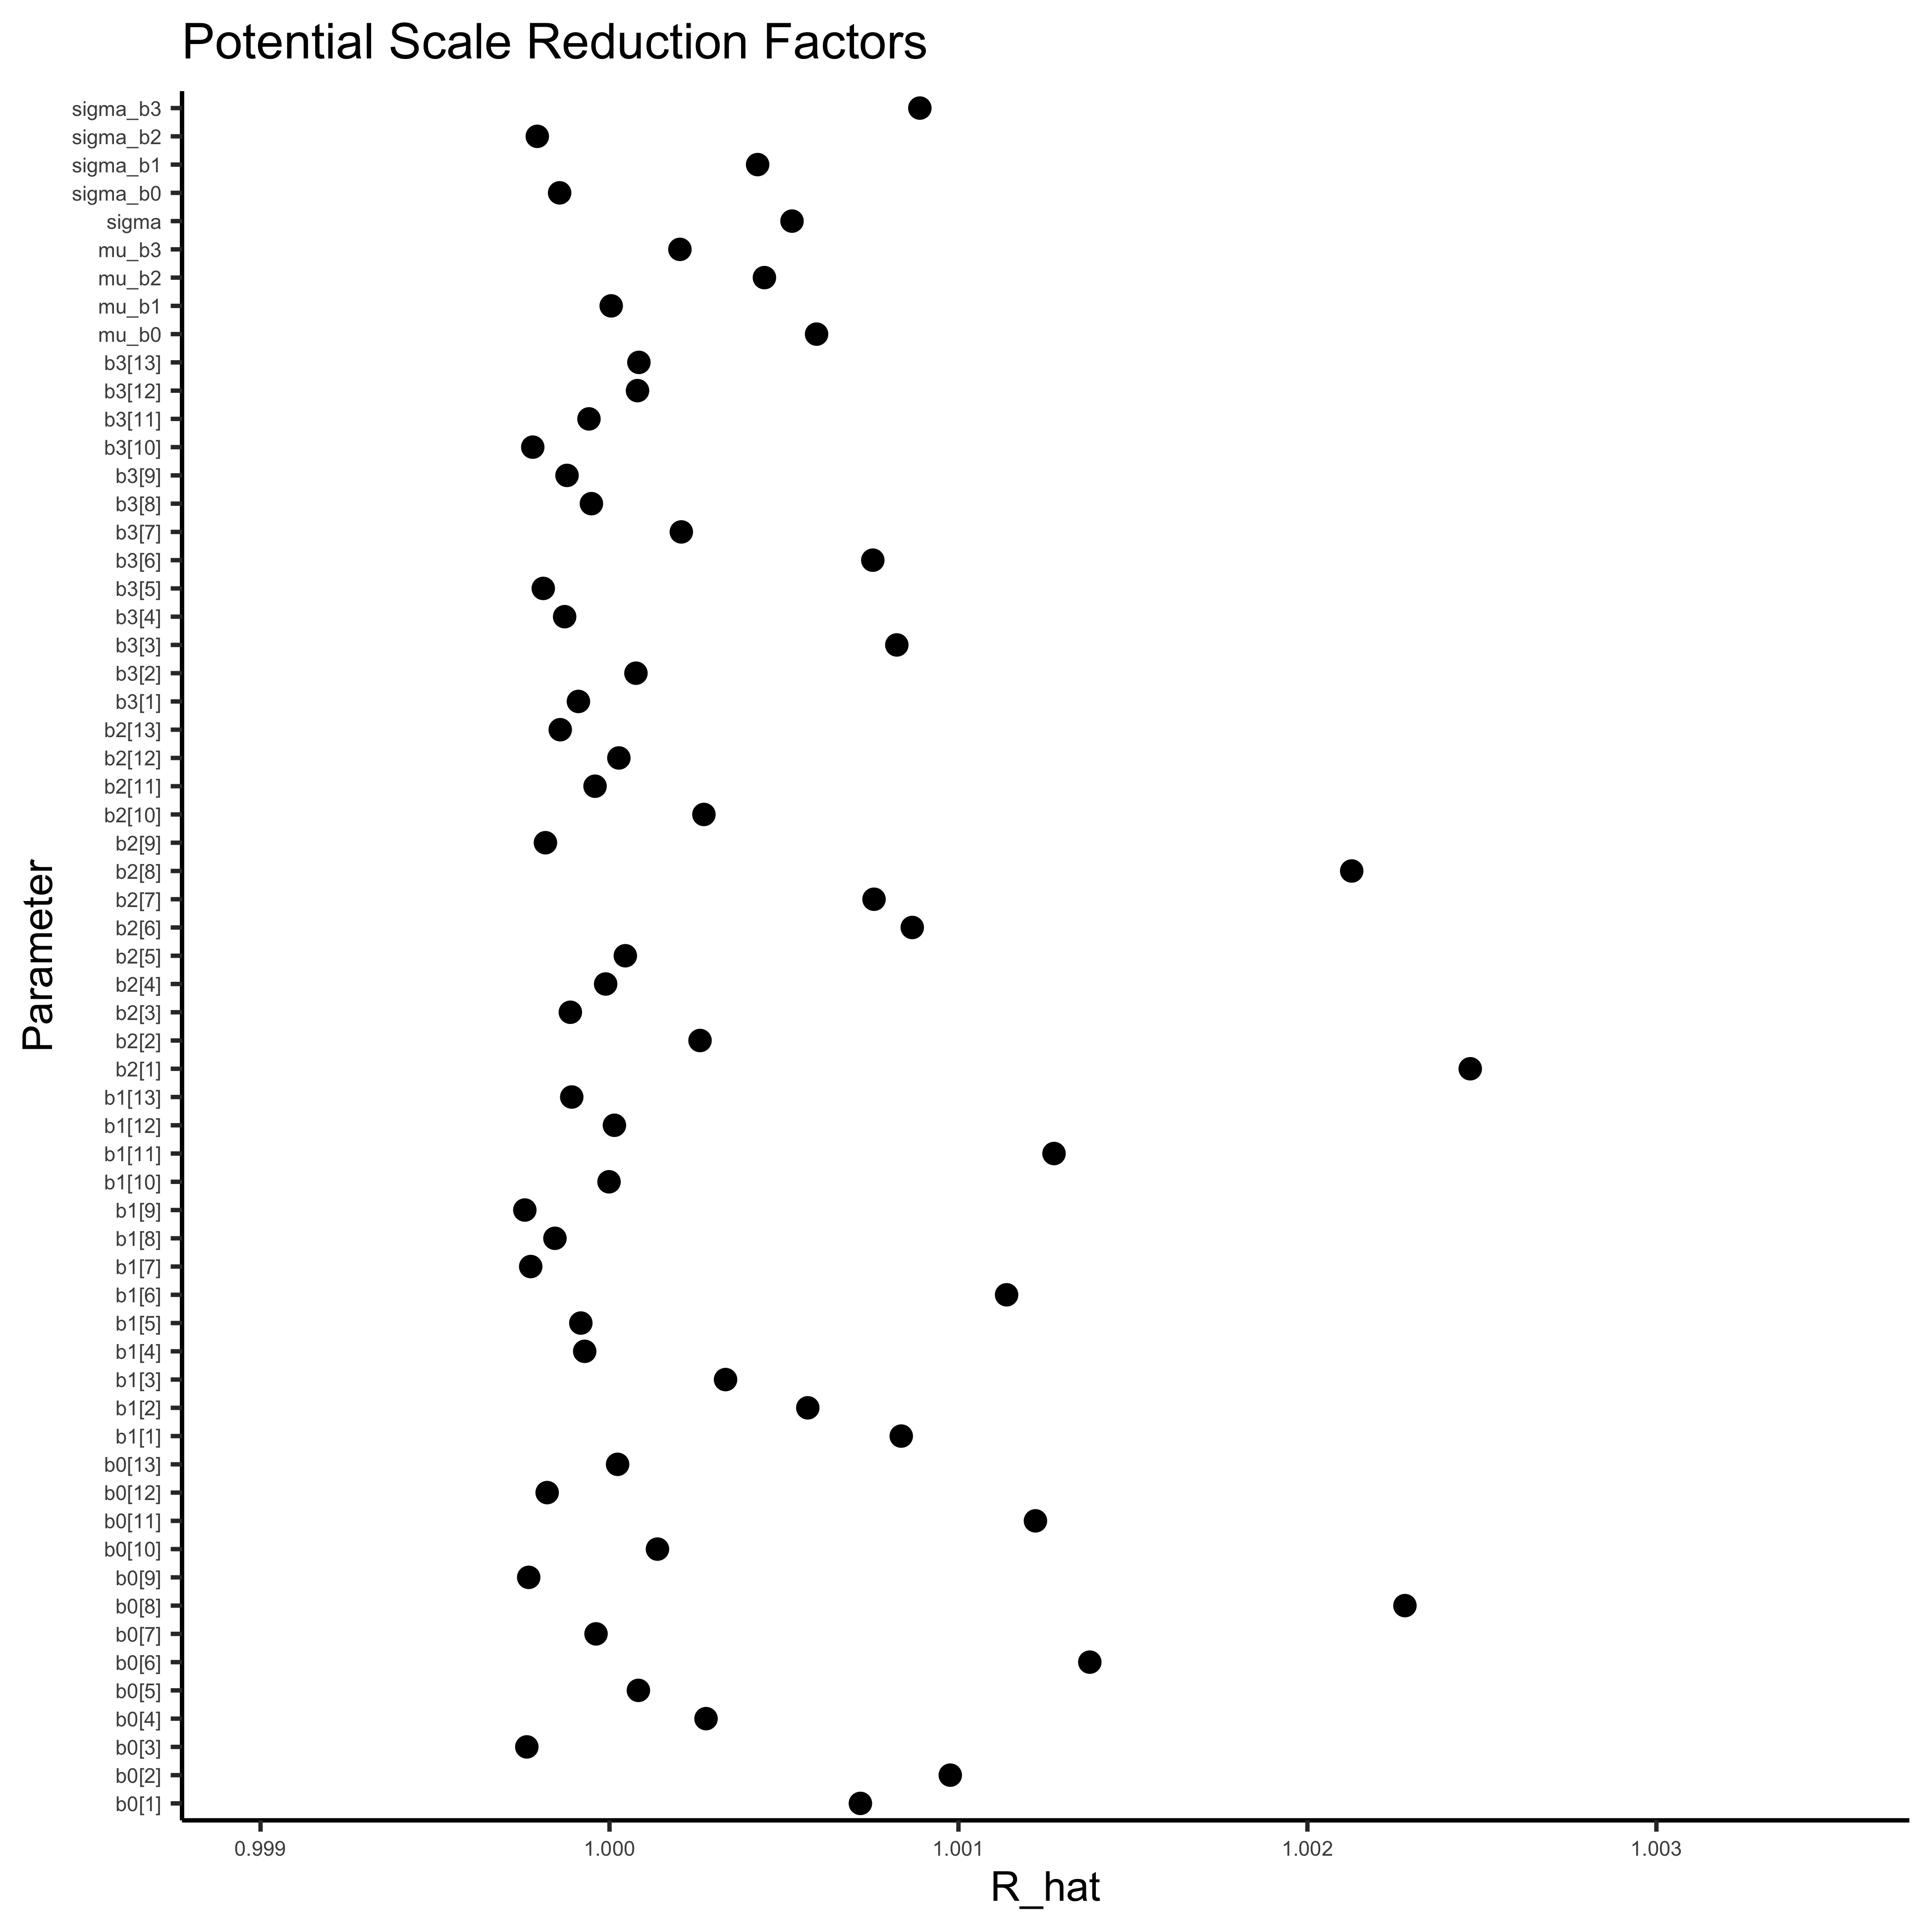 Potential Scale Reduction Factors
sigma_b3
sigma_b2
sigma_b1
sigma_b0
sigma
mu_b3
mu_b2
mu_b1
mu_b0
b3[13]
b3[12]
b3[11]
b3[10]
b3[9]
b3[8]
b3[7]
b3[6]
b3[5]
b3[4]
b3[3]
b3[2]
b3[1]
b2[13]
b2[12]
b2[11]
b2[10]
b2[9]
b2[8]
b2[7]
b2[6]
b2[5]
b2[4]
b2[3]
b2[2]
b2[1]
b1[13]
b1[12]
b1[11]
b1[10]
b1[9]
b1[8]
b1[7]
b1[6]
b1[5]
b1[4]
b1[3]
b1[2]
b1[1]
b0[13]
b0[12]
b0[11]
b0[10]
b0[9]
b0[8]
b0[7]
b0[6]
b0[5]
b0[4]
b0[3]
b0[2]
b0[1]
Parameter
0.999 1.000 1.001 1.002 1.003
R_hat